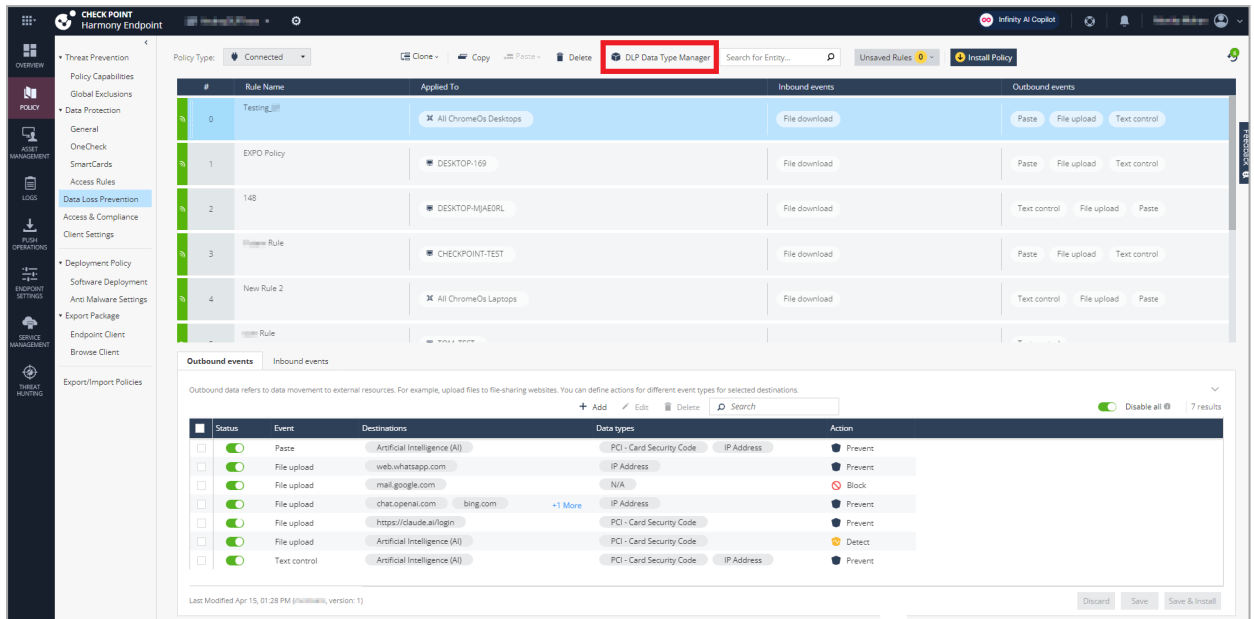 CHECK POINT
Harmony Endpoint
Infinity AI Copilot
OVERVIEW
POLICY
ASSET
MANAGEMENT
LOGS
PUSH
OPERATIONS
ENDPOINT
SETTINGS
SERVICE
MANAGEMENT
THREAT
HUNTING
Threat Prevention
Policy Capabilities
Global Exclusions
Data Protection
General
OneCheck
SmartCards
Access Rules
Data Loss Prevention
Access & Compliance
Client Settings
Deployment Policy
Software Deployment
Anti Malware Settings
Export Package
Endpoint Client
Browse Client
Export/Import Policies
Policy Type: Connected Clone Copy Paste Delete DLP Data Type Manager Search for Entity... Unsaved Rules 0 Install Policy 9
# Rule Name Applied To Inbound events Outbound events
0 Testing_ All ChromeOs Desktops File download Paste File upload Text control
1 EXPO Policy DESKTOP-169 File download Paste File upload Text control
2 148 DESKTOP-MJAE0RL File download Text control File upload Paste
3 Rule CHECKPOINT-TEST File download Paste File upload Text control
4 New Rule 2 All ChromeOs Laptops File download Text control File upload Paste
Rule
Feedback
Outbound events Inbound events
Outbound data refers to data movement to external resources. For example, upload files to file-sharing websites. You can define actions for different event types for selected destinations.
+ Add Edit Delete Search Disable all 7 results
Status Event Destinations Data types Action
Paste Artificial Intelligence (AI) PCI - Card Security Code IP Address Prevent
File upload web.whatsapp.com IP Address Prevent
File upload mail.google.com N/A Block
File upload chat.openai.com bing.com +1 More IP Address Prevent
File upload https://claude.ai/login PCI - Card Security Code Prevent
File upload Artificial Intelligence (AI) PCI - Card Security Code Detect
Text control Artificial Intelligence (AI) PCI - Card Security Code IP Address Prevent
Last Modified Apr 15, 01:28 PM ( , version: 1) Discard Save Save & Install